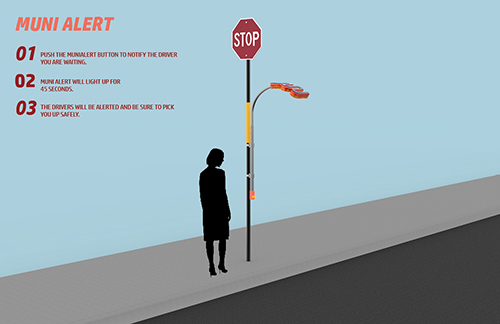 MUNI ALERT
01 PUSH THE MUNIALERT BUTTON TO NOTIFY THE DRIVER
YOU ARE WAITING.
02 MUNI ALERT WILL LIGHT UP FOR
45 SECONDS.
03 THE DRIVERS WILL BE ALERTED AND BE SURE TO PICK
YOU UP SAFELY.
STOP